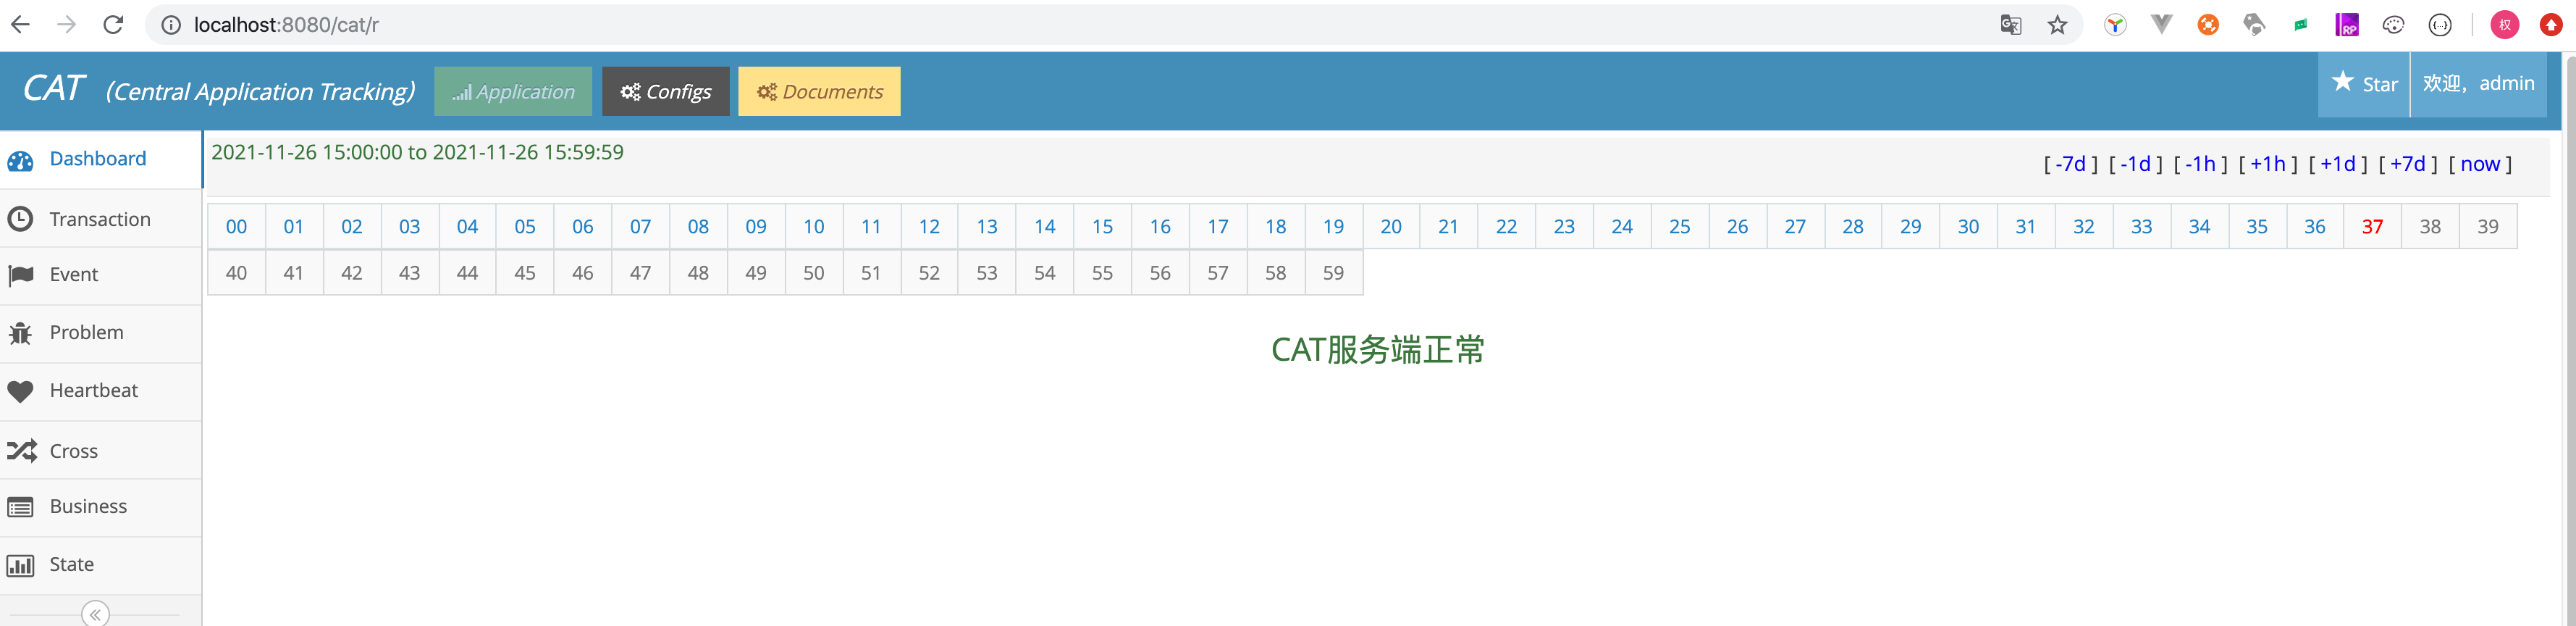 localhost:8080/cat/r
RP
权
CAT (Central Application Tracking) Application Configs Documents Star 欢迎，admin
Dashboard
Transaction
Event
Problem
Heartbeat
Cross
Business
State
2021-11-26 15:00:00 to 2021-11-26 15:59:59
[ -7d ] [ -1d ] [ -1h ] [ +1h ] [ +1d ] [ +7d ] [ now ]
00 01 02 03 04 05 06 07 08 09 10 11 12 13 14 15 16 17 18 19 20 21 22 23 24 25 26 27 28 29 30 31 32 33 34 35 36 37 38 39
40 41 42 43 44 45 46 47 48 49 50 51 52 53 54 55 56 57 58 59
CAT服务端正常